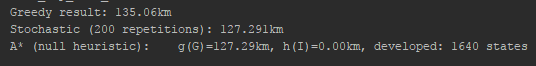 Greedy result: 135.06km
Stochastic (200 repetitions): 127.291km
A* (null heuristic):    g(G)=127.29km, h(I)=0.00km, developed: 1640 states